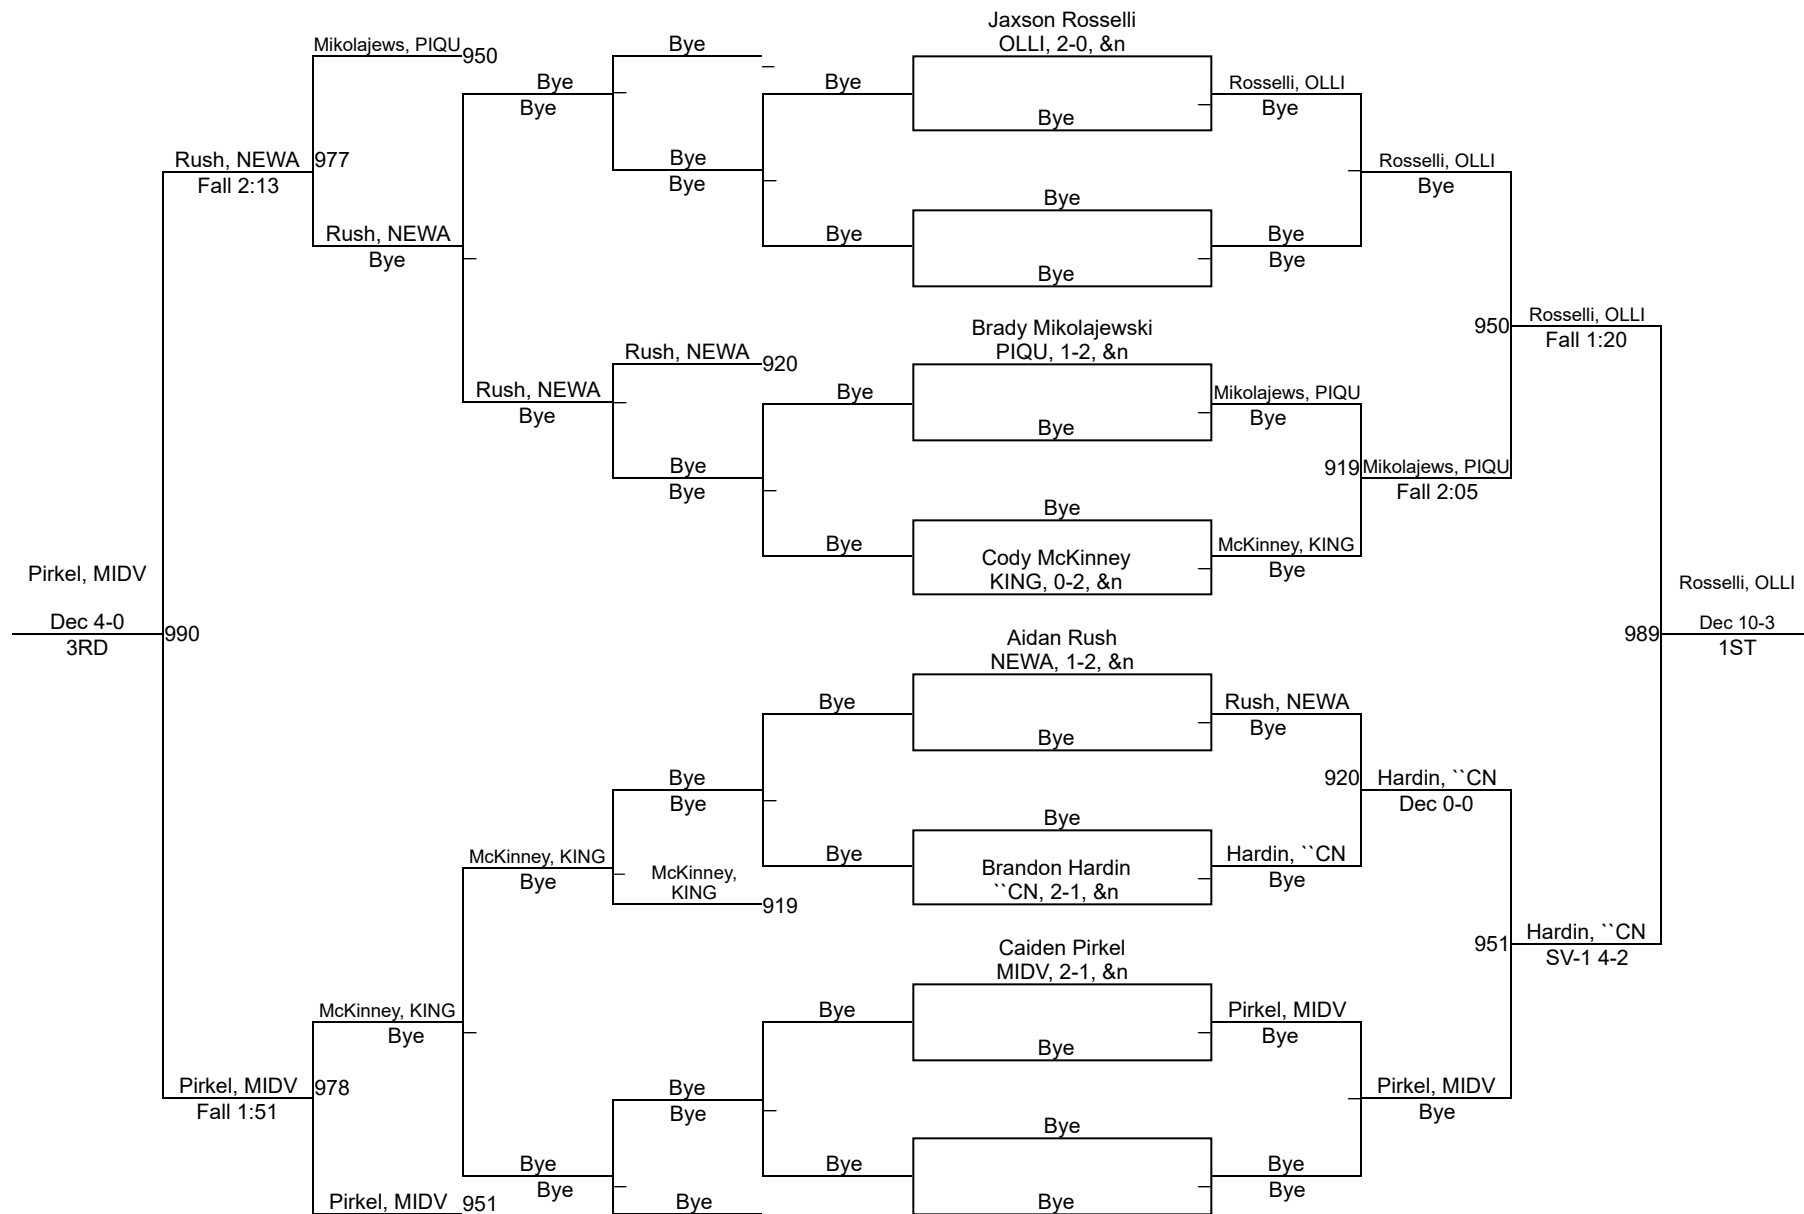 Jaxson Rosselli
OLLI, 2-0, &n
Mikolajews, PIQU
950
Bye
Bye
Bye
Bye
Rosselli, OLLI
Bye
Bye
Rush, NEWA
977
Fall 2:13
Bye
Bye
Rosselli, OLLI
Bye
Bye
Rush, NEWA
Bye
Bye
Bye
Bye
Bye
Brady Mikolajewski
PIQU, 1-2, &n
950
Rosselli, OLLI
Fall 1:20
Rush, NEWA
920
Rush, NEWA
Bye
Bye
Mikolajews, PIQU
Bye
Bye
Bye
Bye
919
Mikolajews, PIQU
Fall 2:05
Bye
Bye
Cody McKinney
KING, 0-2, &n
McKinney, KING
Bye
Pirkel, MIDV
Dec 4-0
3RD
990
Rosselli, OLLI
989
Dec 10-3
1ST
Aidan Rush
NEWA, 1-2, &n
Bye
Rush, NEWA
Bye
Bye
Bye
Bye
920
Hardin, ``CN
Dec 0-0
Bye
McKinney, KING
Bye
McKinney,
KING
919
Bye
Brandon Hardin
``CN, 2-1, &n
Hardin, ``CN
Bye
951
Hardin, ``CN
SV-1 4-2
Caiden Pirkel
MIDV, 2-1, &n
McKinney, KING
Bye
Bye
Pirkel, MIDV
Bye
Bye
Pirkel, MIDV
978
Fall 1:51
Bye
Bye
Pirkel, MIDV
Bye
Bye
Bye
Bye
Bye
Bye
Bye
Pirkel, MIDV
951
Bye
Bye